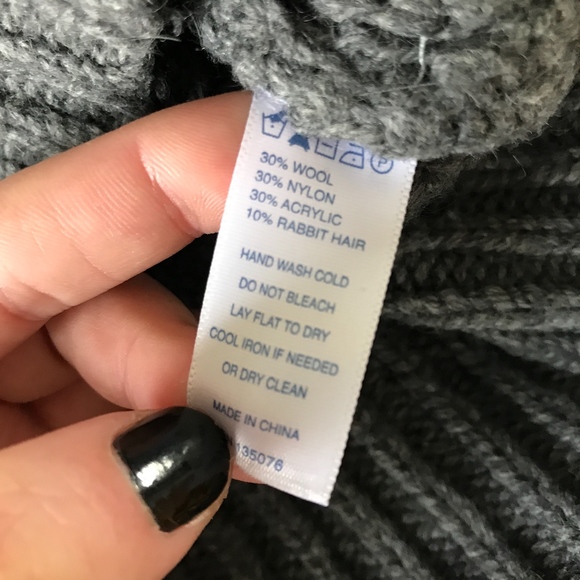 30% WOOL
30% NYLON
30% ACRYLIC
10% RABBIT HAIR
HAND WASH COLD
DO NOT BLEACH
LAY FLAT TO DRY
COOL IRON IF NEEDED
OR DRY CLEAN
MADE IN CHINA
135076